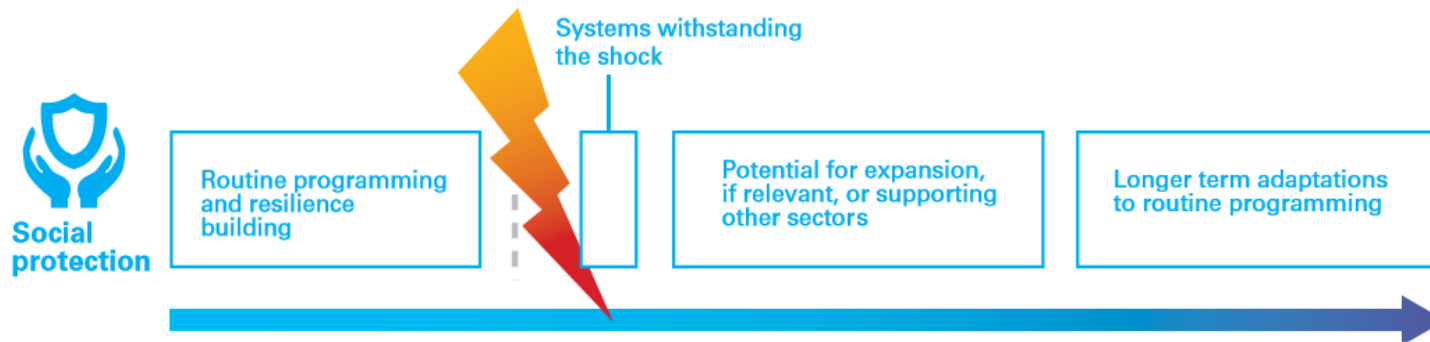 Systems withstanding
the shock
Social
protection
Routine programming
and resilience
building
Potential for expansion,
if relevant, or supporting
other sectors
Longer term adaptations
to routine programming